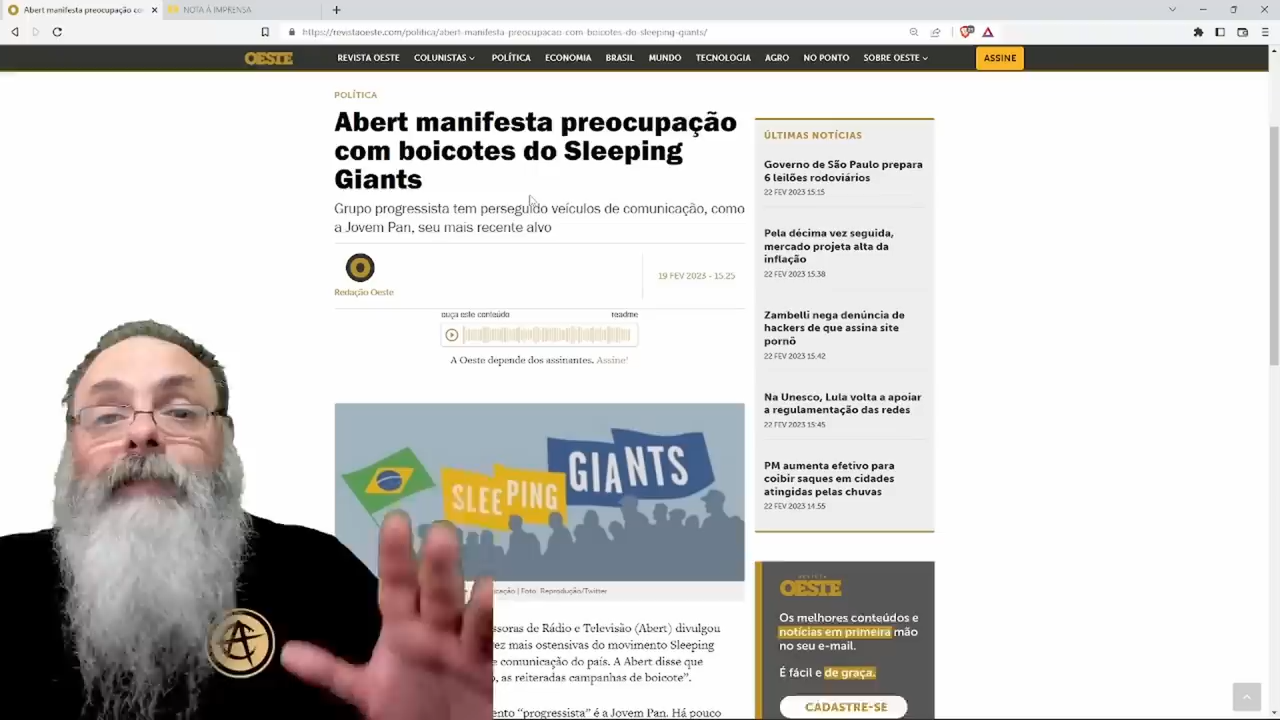 Abert manifesta preocupação co
NOTA À IMPRENSA
https://revistaoeste.com/politica/abert-manifesta-preocupacao-com-boicotes-do-sleeping-giants/
OESTE
REVISTA OESTE
COLUNISTAS
POLÍTICA
ECONOMIA
BRASIL
MUNDO
TECNOLOGIA
AGRO
NO PONTO
SOBRE OESTE
ASSINE
POLÍTICA
Abert manifesta preocupação
com boicotes do Sleeping
Giants
Grupo progressista tem perseguido veículos de comunicação, como
a Jovem Pan, seu mais recente alvo
Redação Oeste
19 FEV 2023 - 15:25
ouça este conteúdo
readme
A Oeste depende dos assinantes. Assine!
SLEEPING
GIANTS
cação | Foto: Reprodução/Twitter
ssoras de Rádio e Televisão (Abert) divulgou
vez mais ostensivas do movimento Sleeping
e comunicação do país. A Abert disse que
o, as reiteradas campanhas de boicote”.
ento “progressista” é a Jovem Pan. Há pouco
ÚLTIMAS NOTÍCIAS
Governo de São Paulo prepara
6 leilões rodoviários
22 FEV 2023 15:15
Pela décima vez seguida,
mercado projeta alta da
inflação
22 FEV 2023 15:38
Zambelli nega denúncia de
hackers de que assina site
pornô
22 FEV 2023 15:42
Na Unesco, Lula volta a apoiar
a regulamentação das redes
22 FEV 2023 15:45
PM aumenta efetivo para
coibir saques em cidades
atingidas pelas chuvas
22 FEV 2023 14:55
REVISTA
OESTE
Os melhores conteúdos e
notícias em primeira mão
no seu e-mail.
É fácil e de graça.
CADASTRE-SE